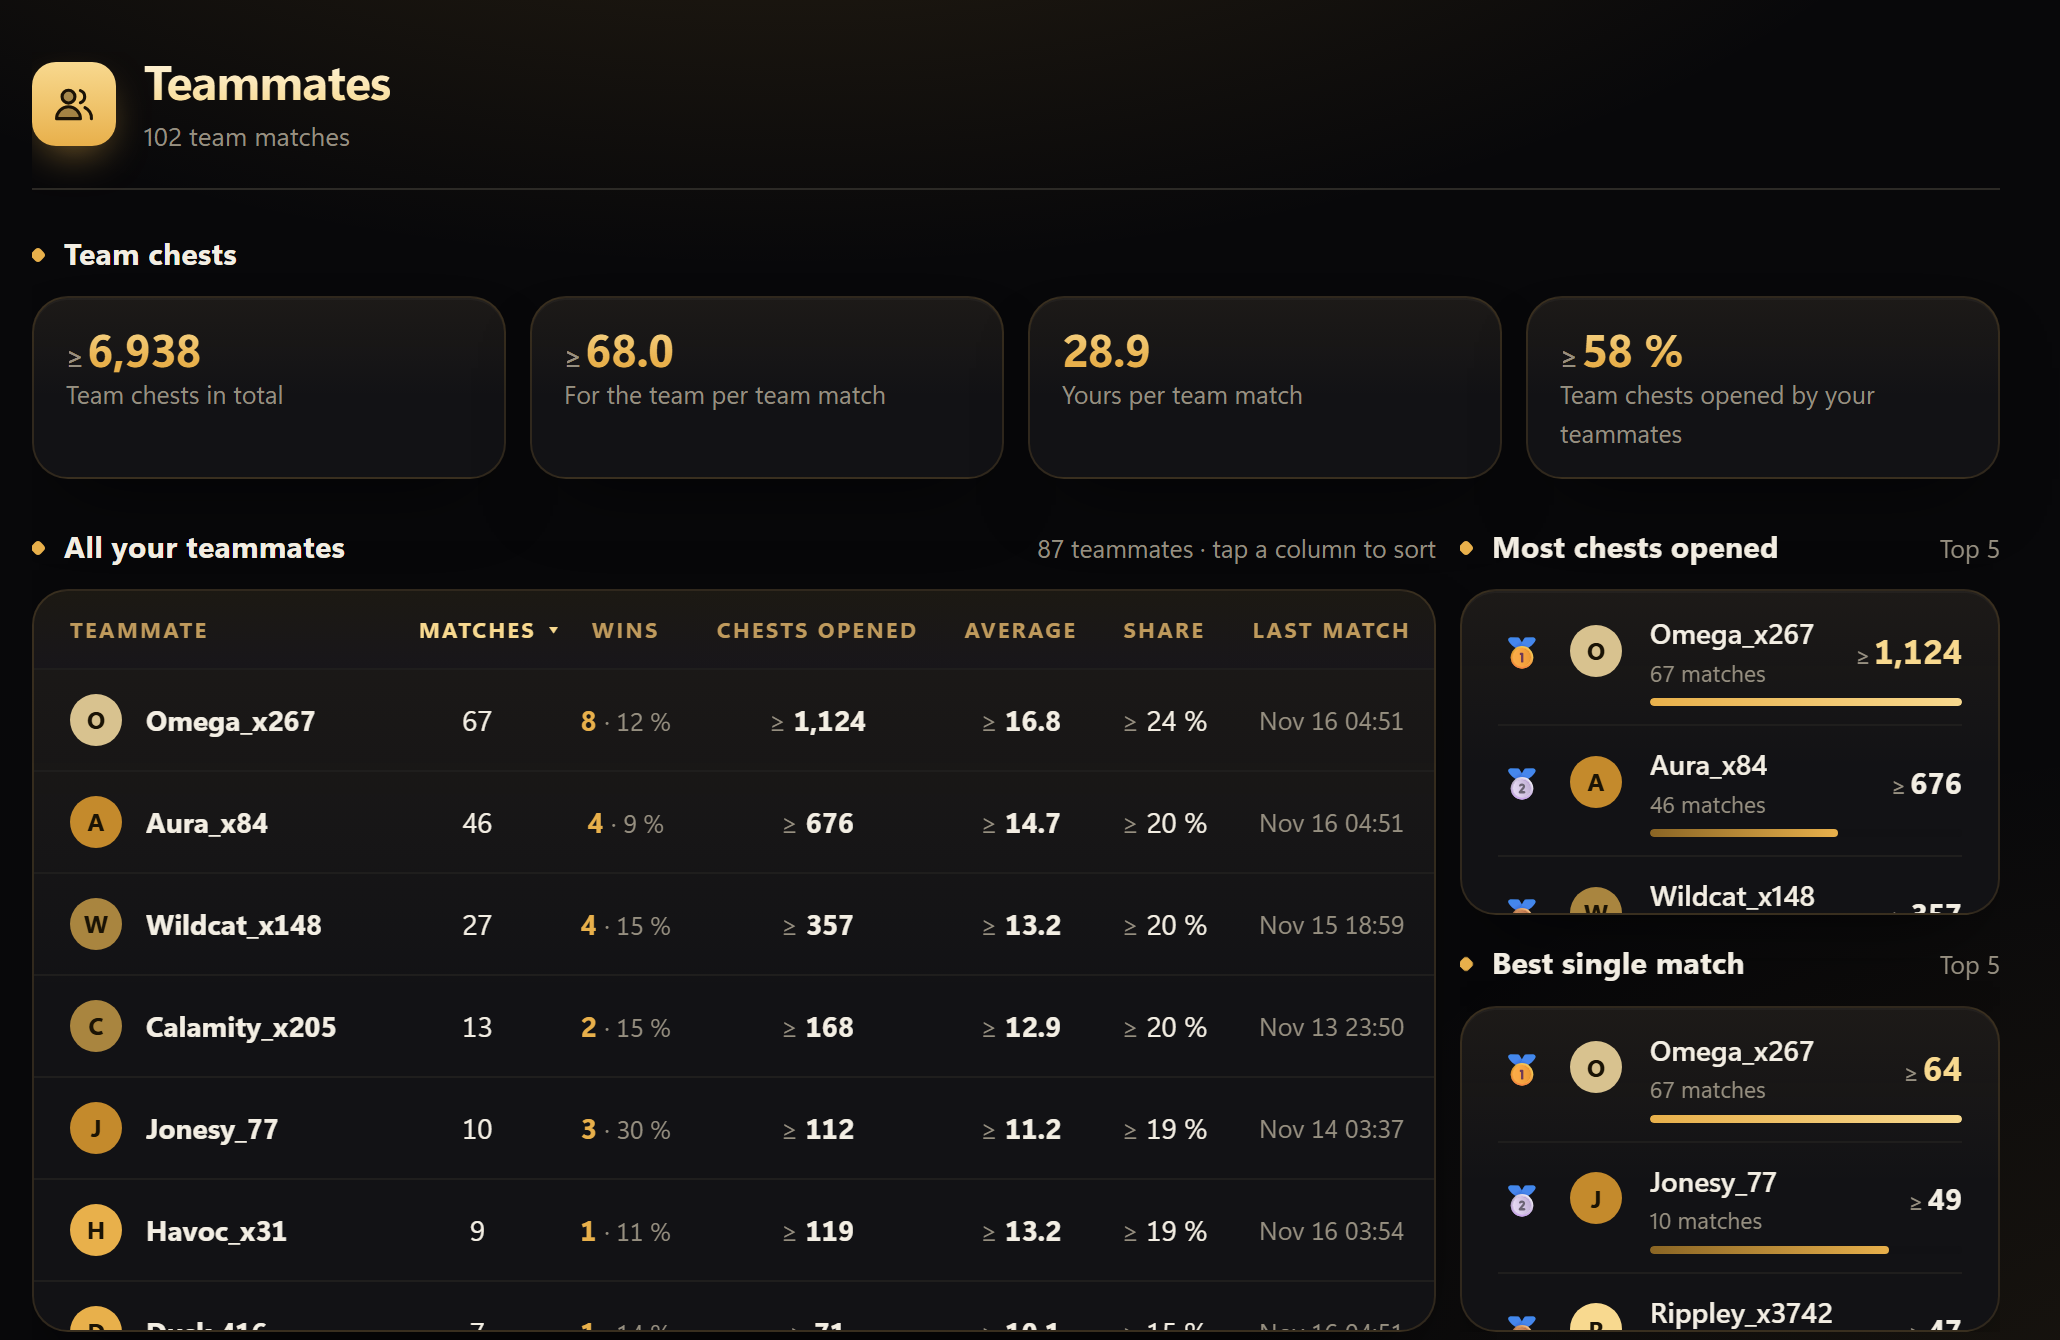 Teammates
102 team matches
Team chests
≥ 6,938
Team chests in total
≥ 68.0
For the team per team match
28.9
Yours per team match
≥ 58 %
Team chests opened by your
teammates
All your teammates
87 teammates · tap a column to sort
TEAMMATE MATCHES ▼ WINS CHESTS OPENED AVERAGE SHARE LAST MATCH
O Omega_x267 67 8 · 12 % ≥ 1,124 ≥ 16.8 ≥ 24 % Nov 16 04:51
A Aura_x84 46 4 · 9 % ≥ 676 ≥ 14.7 ≥ 20 % Nov 16 04:51
W Wildcat_x148 27 4 · 15 % ≥ 357 ≥ 13.2 ≥ 20 % Nov 15 18:59
C Calamity_x205 13 2 · 15 % ≥ 168 ≥ 12.9 ≥ 20 % Nov 13 23:50
J Jonesy_77 10 3 · 30 % ≥ 112 ≥ 11.2 ≥ 19 % Nov 14 03:37
H Havoc_x31 9 1 · 11 % ≥ 119 ≥ 13.2 ≥ 19 % Nov 16 03:54
Most chests opened
Top 5
1 O Omega_x267 ≥ 1,124
67 matches
2 A Aura_x84 ≥ 676
46 matches
W Wildcat_x148 ≥ 357
Best single match
Top 5
1 O Omega_x267 ≥ 64
67 matches
2 J Jonesy_77 ≥ 49
10 matches
R Rippley_x3742 ≥ 47